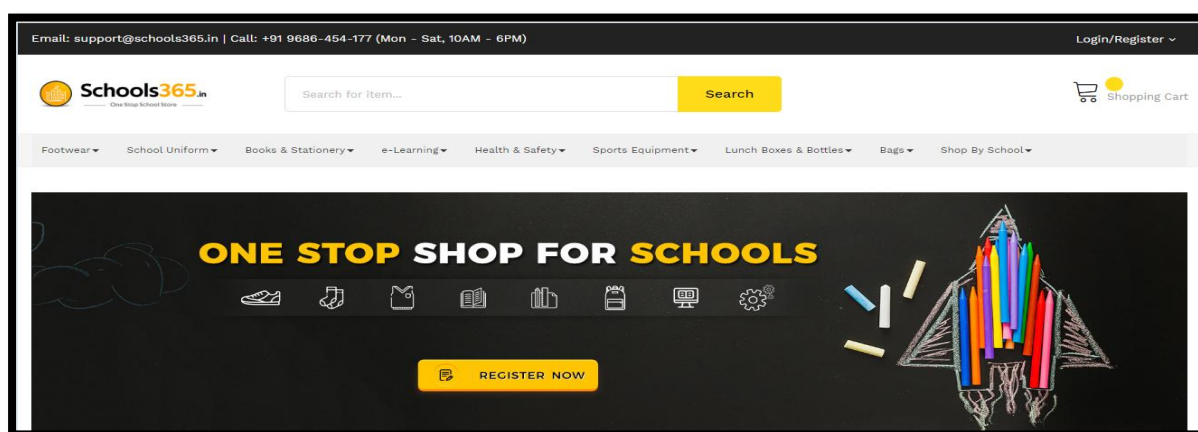 Email: support@schools365.in | Call: +91 9686-454-177 (Mon - Sat, 10AM - 6PM)
Login/Register
Schools365.in
One Stop School Store
Search for item...
Search
Shopping Cart
Footwear School Uniform Books & Stationery e-Learning Health & Safety Sports Equipment Lunch Boxes & Bottles Bags Shop By School
ONE STOP SHOP FOR SCHOOLS
REGISTER NOW